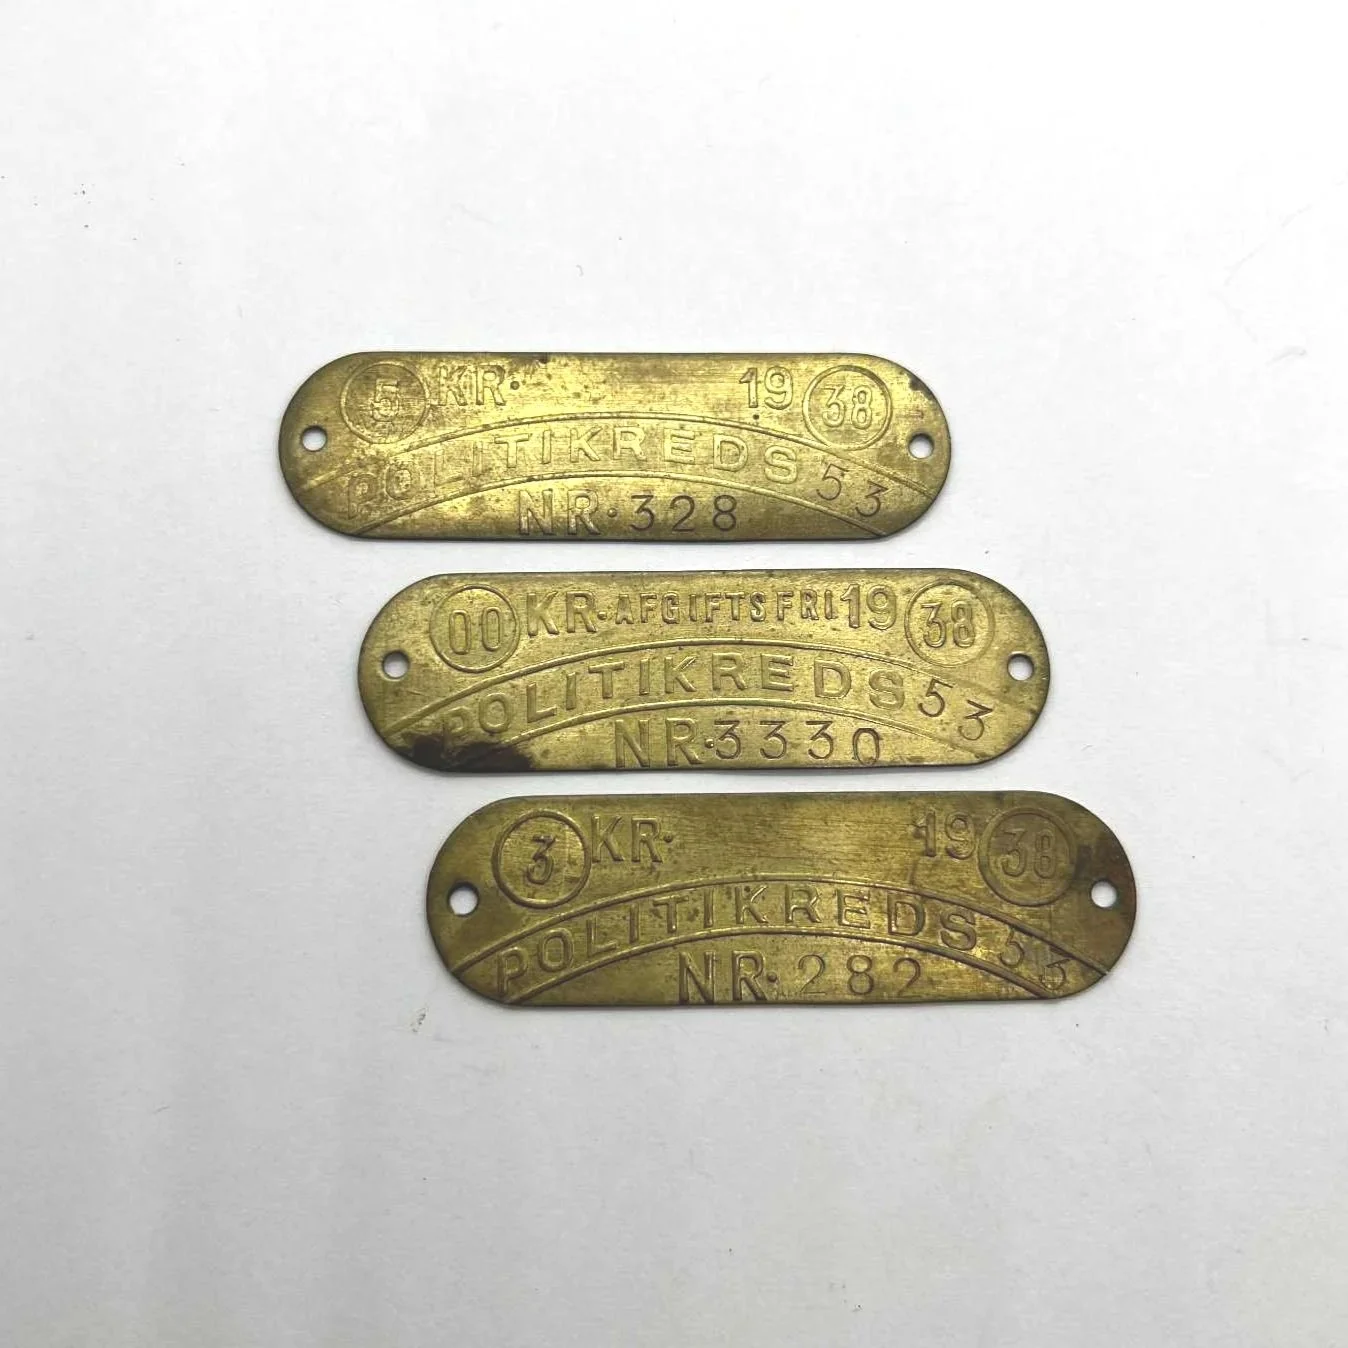 5 KR. 19 38
POLITIKREDS 53
NR. 328
00 KR. AFGIFTSFRI 19 38
POLITIKREDS 53
NR. 3330
3 KR. 19 38
POLITIKREDS 53
NR. 282